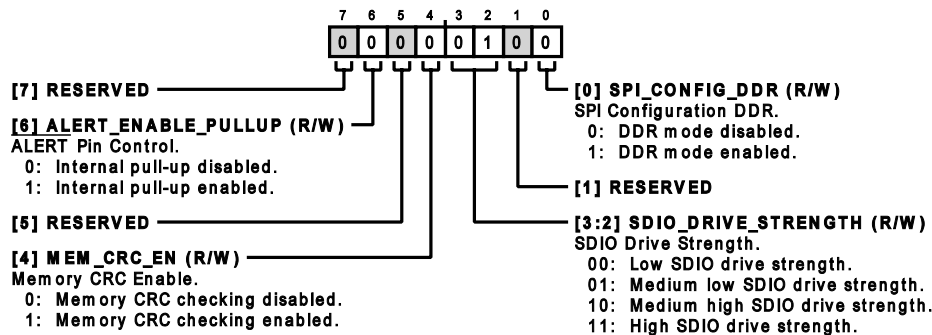 7 6 5 4 3 2 1 0
0 0 0 0 0 1 0 0
[7] RESERVED
[6] ALERT_ENABLE_PULLUP (R/W)
ALERT Pin Control.
0: Internal pull-up disabled.
1: Internal pull-up enabled.
[5] RESERVED
[4] MEM_CRC_EN (R/W)
Memory CRC Enable.
0: Memory CRC checking disabled.
1: Memory CRC checking enabled.
[0] SPI_CONFIG_DDR (R/W)
SPI Configuration DDR.
0: DDR mode disabled.
1: DDR mode enabled.
[1] RESERVED
[3:2] SDIO_DRIVE_STRENGTH (R/W)
SDIO Drive Strength.
00: Low SDIO drive strength.
01: Medium low SDIO drive strength.
10: Medium high SDIO drive strength.
11: High SDIO drive strength.